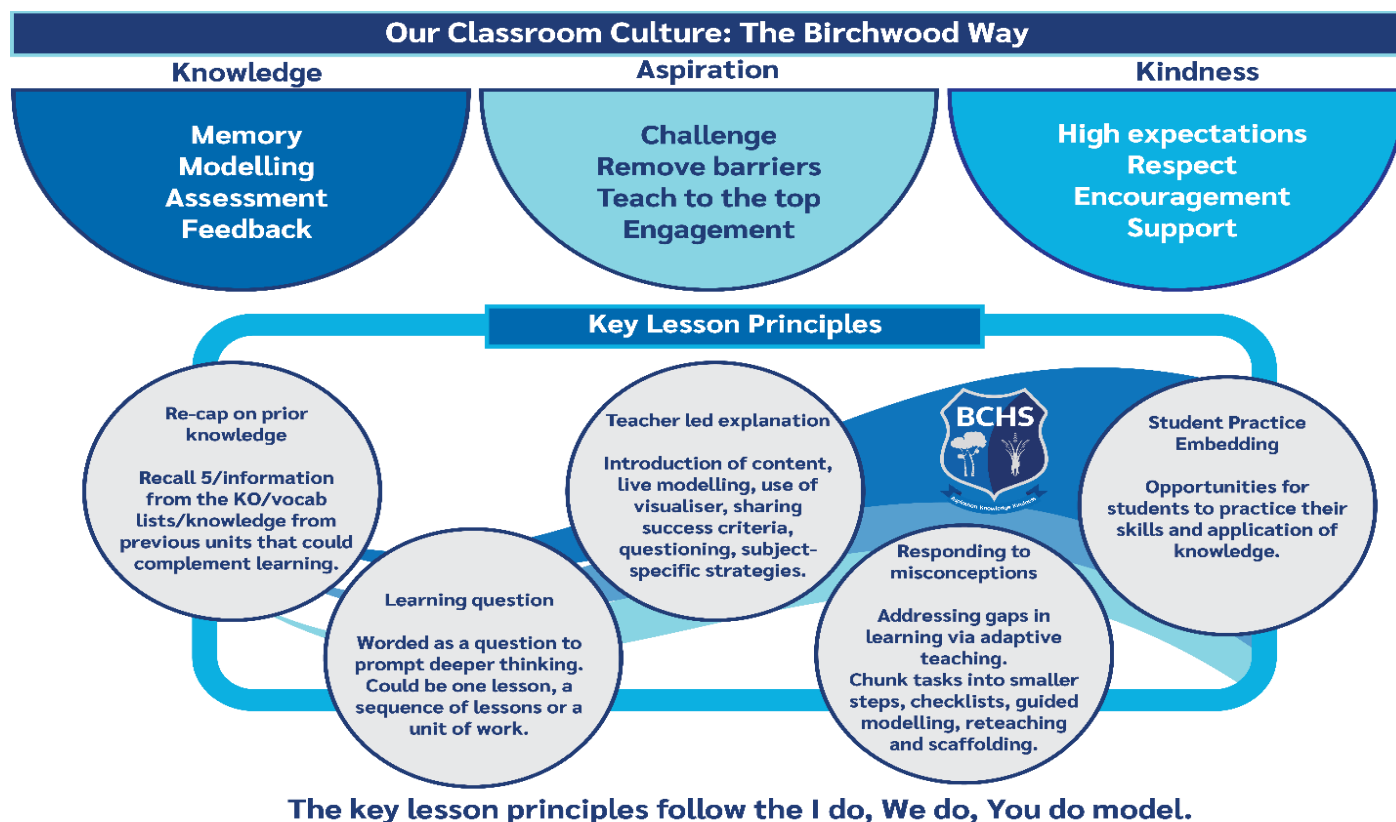 Our Classroom Culture: The Birchwood Way
Knowledge
Memory
Modelling
Assessment
Feedback
Aspiration
Challenge
Remove barriers
Teach to the top
Engagement
Kindness
High expectations
Respect
Encouragement
Support
Key Lesson Principles
Re-cap on prior
knowledge
Recall 5/information
from the KO/vocab
lists/knowledge from
previous units that could
complement learning.
Learning question
Worded as a question to
prompt deeper thinking.
Could be one lesson, a
sequence of lessons or a
unit of work.
Teacher led explanation
Introduction of content,
live modelling, use of
visualiser, sharing
success criteria,
questioning, subject-
specific strategies.
BCHS
Aspiration Knowledge Kindness
Responding to
misconceptions
Addressing gaps in
learning via adaptive
teaching.
Chunk tasks into smaller
steps, checklists, guided
modelling, reteaching
and scaffolding.
Student Practice
Embedding
Opportunities for
students to practice their
skills and application of
knowledge.
The key lesson principles follow the I do, We do, You do model.